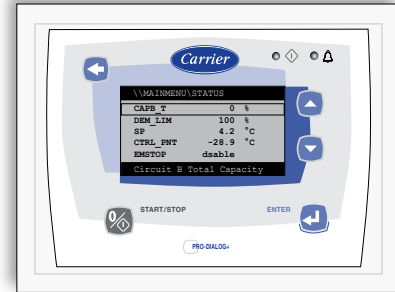 Carrier
\\MAINMENU\STATUS
CAPB_T 0 %
DEM_LIM 100 %
SP 4.2 °C
CTRL_PNT -28.9 °C
EMSTOP dsable
Circuit B Total Capacity
START/STOP
ENTER
PRO-DIALOG+